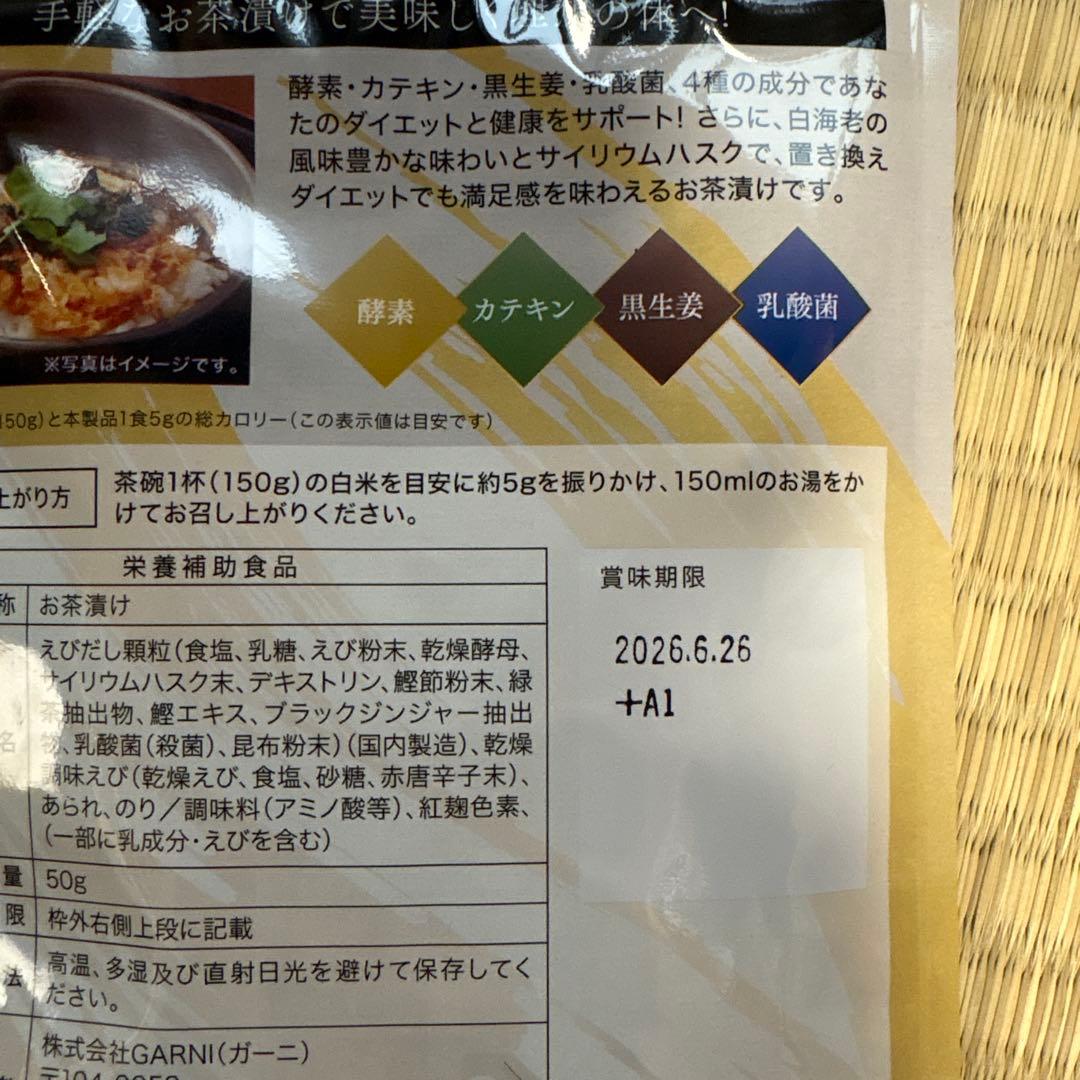 手軽なお茶漬けで美味しく理想の体へ!
酵素・カテキン・黒生姜・乳酸菌、4種の成分であな
たのダイエットと健康をサポート! さらに、白海老の
風味豊かな味わいとサイリウムハスクで、置き換え
ダイエットでも満足感を味わえるお茶漬けです。
酵素
カテキン
黒生姜
乳酸菌
※写真はイメージです。
150g)と本製品1食5gの総カロリー(この表示値は目安です)
上がり方
茶碗1杯(150g)の白米を目安に約5gを振りかけ、150mlのお湯をか
けてお召し上がりください。
栄養補助食品
称 お茶漬け
えびだし顆粒(食塩、乳糖、えび粉末、乾燥酵母、
サイリウムハスク末、デキストリン、鰹節粉末、緑
茶抽出物、鰹エキス、ブラックジンジャー抽出
名 物、乳酸菌(殺菌)、昆布粉末)(国内製造)、乾燥
調味えび(乾燥えび、食塩、砂糖、赤唐辛子末)、
あられ、のり/調味料(アミノ酸等)、紅麹色素、
(一部に乳成分・えびを含む)
量 50g
限 枠外右側上段に記載
法 高温、多湿及び直射日光を避けて保存してく
ださい。
株式会社GARNI(ガーニ)
賞味期限
2026.6.26
+A1